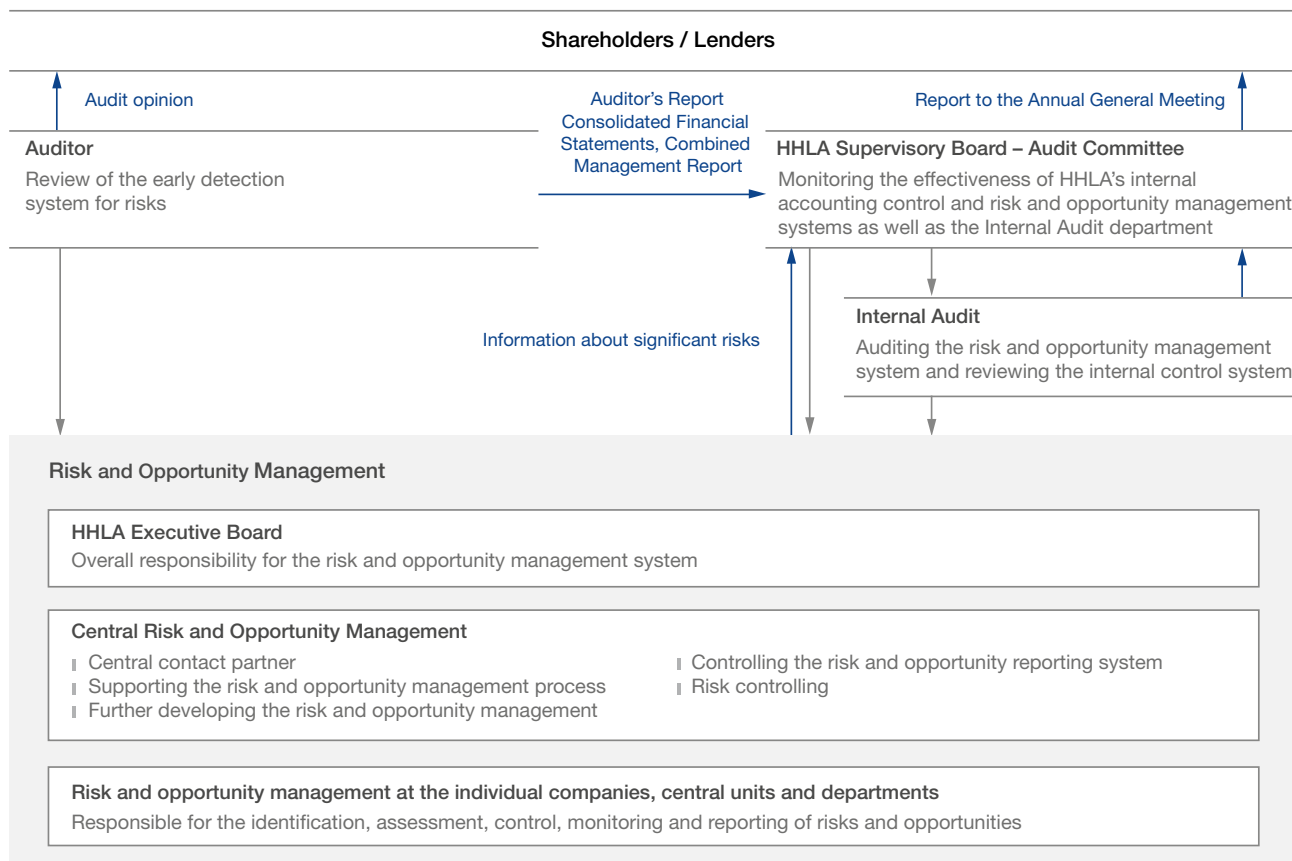 Shareholders / Lenders
Audit opinion
Auditor’s Report
Consolidated Financial
Statements, Combined
Management Report
Report to the Annual General Meeting
Auditor
Review of the early detection
system for risks
HHLA Supervisory Board – Audit Committee
Monitoring the effectiveness of HHLA’s internal
accounting control and risk and opportunity management
systems as well as the Internal Audit department
Information about significant risks
Internal Audit
Auditing the risk and opportunity management
system and reviewing the internal control system
Risk and Opportunity Management
HHLA Executive Board
Overall responsibility for the risk and opportunity management system
Central Risk and Opportunity Management
Central contact partner
Supporting the risk and opportunity management process
Further developing the risk and opportunity management
Controlling the risk and opportunity reporting system
Risk controlling
Risk and opportunity management at the individual companies, central units and departments
Responsible for the identification, assessment, control, monitoring and reporting of risks and opportunities